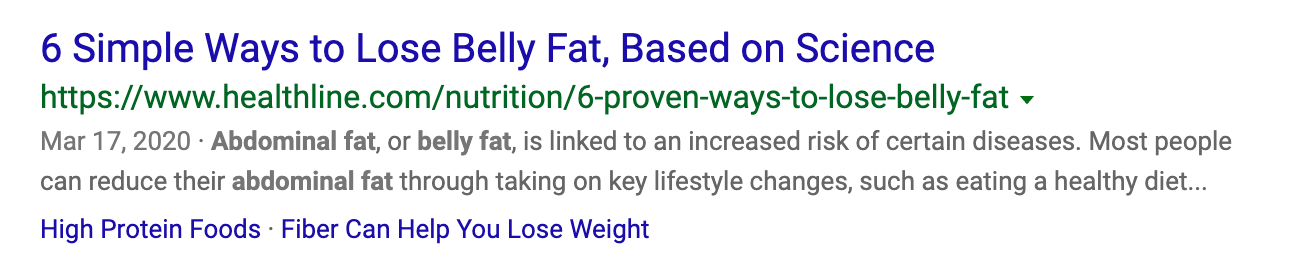 6 Simple Ways to Lose Belly Fat, Based on Science
https://www.healthline.com/nutrition/6-proven-ways-to-lose-belly-fat
Mar 17, 2020 · Abdominal fat, or belly fat, is linked to an increased risk of certain diseases. Most people
can reduce their abdominal fat through taking on key lifestyle changes, such as eating a healthy diet...
High Protein Foods · Fiber Can Help You Lose Weight